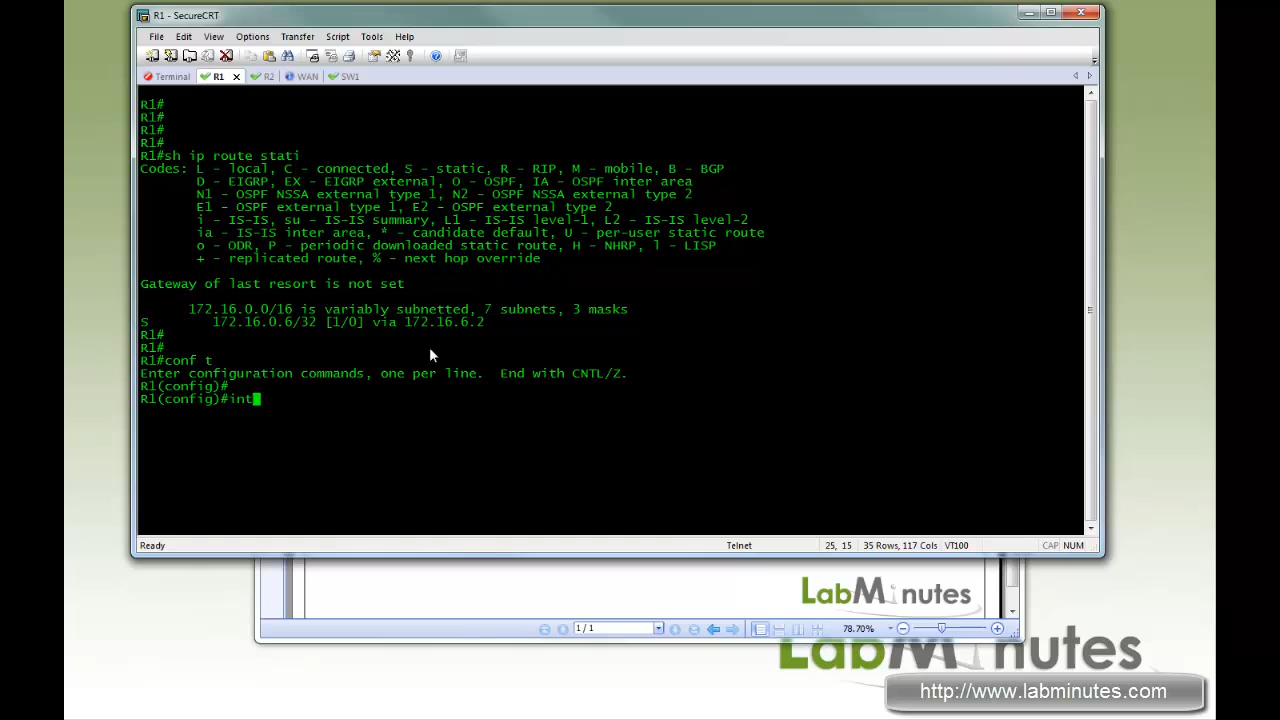 R1 - SecureCRT
File Edit View Options Transfer Script Tools Help
Terminal R1 R2 WAN SW1
R1#
R1#
R1#
R1#
R1#sh ip route stati
Codes: L - local, C - connected, S - static, R - RIP, M - mobile, B - BGP
D - EIGRP, EX - EIGRP external, O - OSPF, IA - OSPF inter area
N1 - OSPF NSSA external type 1, N2 - OSPF NSSA external type 2
E1 - OSPF external type 1, E2 - OSPF external type 2
i - IS-IS, su - IS-IS summary, L1 - IS-IS level-1, L2 - IS-IS level-2
ia - IS-IS inter area, * - candidate default, U - per-user static route
o - ODR, P - periodic downloaded static route, H - NHRP, l - LISP
+ - replicated route, % - next hop override
Gateway of last resort is not set
172.16.0.0/16 is variably subnetted, 7 subnets, 3 masks
S 172.16.0.6/32 [1/0] via 172.16.6.2
R1#
R1#
R1#conf t
Enter configuration commands, one per line. End with CNTL/Z.
R1(config)#
R1(config)#int
Ready Telnet 25, 15 35 Rows, 117 Cols VT100 CAP NUM
LabMinutes
1 / 1 78.70%
LabMinutes
http://www.labminutes.com